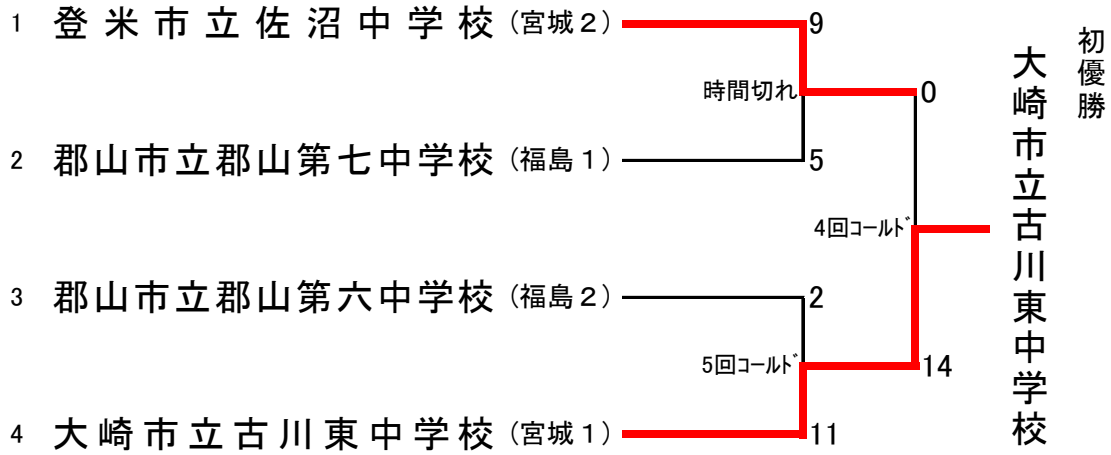 1 登米市立佐沼中学校 (宮城２) 9
時間切れ 0
2 郡山市立郡山第七中学校 (福島１) 5
4回ｺｰﾙﾄﾞ
3 郡山市立郡山第六中学校 (福島２) 2
5回ｺｰﾙﾄﾞ 14
4 大崎市立古川東中学校 (宮城１) 11
初優勝
大崎市立古川東中学校